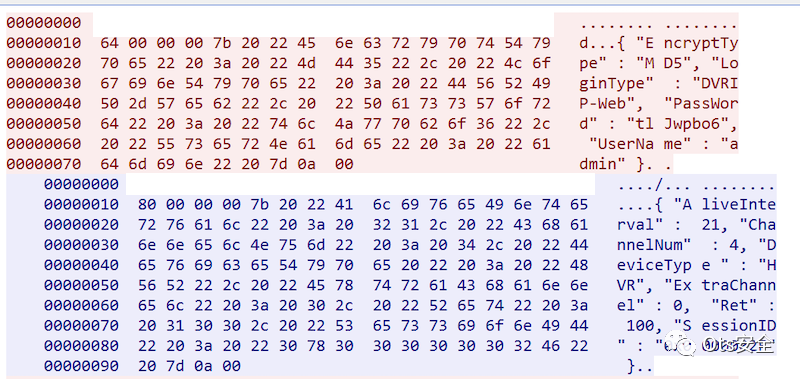 00000000 ........ ........
00000010 64 00 00 00 7b 20 22 45 6e 63 72 79 70 74 54 79 d...{ "E ncryptTy
00000020 70 65 22 20 3a 20 22 4d 44 35 22 2c 20 22 4c 6f pe" : "M D5", "Lo
00000030 67 69 6e 54 79 70 65 22 20 3a 20 22 44 56 52 49 ginType" : "DVRI
00000040 50 2d 57 65 62 22 2c 20 22 50 61 73 73 57 6f 72 P-Web", "PassWor
00000050 64 22 20 3a 20 22 74 6c 4a 77 70 62 6f 36 22 2c d" : "tl Jwpbo6",
00000060 20 22 55 73 65 72 4e 61 6d 65 22 20 3a 20 22 61 "UserNa me" : "a
00000070 64 6d 69 6e 22 20 7d 0a 00 dmin" }. .
00000000 ..../... ........
00000010 80 00 00 00 7b 20 22 41 6c 69 76 65 49 6e 74 65 ....{ "A liveInte
00000020 72 76 61 6c 22 20 3a 20 32 31 2c 20 22 43 68 61 rval" : 21, "Cha
00000030 6e 6e 65 6c 4e 75 6d 22 20 3a 20 34 2c 20 22 44 nnelNum" : 4, "D
00000040 65 76 69 63 65 54 79 70 65 20 22 20 3a 20 22 48 eviceTyp e " : "H
00000050 56 52 22 2c 20 22 45 78 74 72 61 43 68 61 6e 6e VR", "Ex traChann
00000060 65 6c 22 20 3a 20 30 2c 20 22 52 65 74 22 20 3a el" : 0, "Ret" :
00000070 20 31 30 30 2c 20 22 53 65 73 73 69 6f 6e 49 44 100, "S essionID
00000080 22 20 3a 20 22 30 78 30 30 30 30 30 30 32 46 22 " : "
00000090 20 7d 0a 00 }..
@ts安全